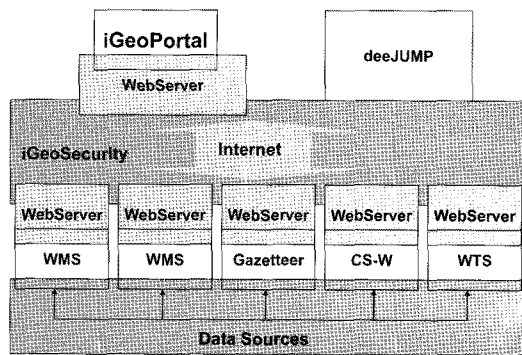 iGeoPortal
deeJUMP
WebServer
Internet
iGeoSecurity
WebServer WebServer WebServer WebServer WebServer
WMS WMS Gazetteer CS-W WTS
Data Sources